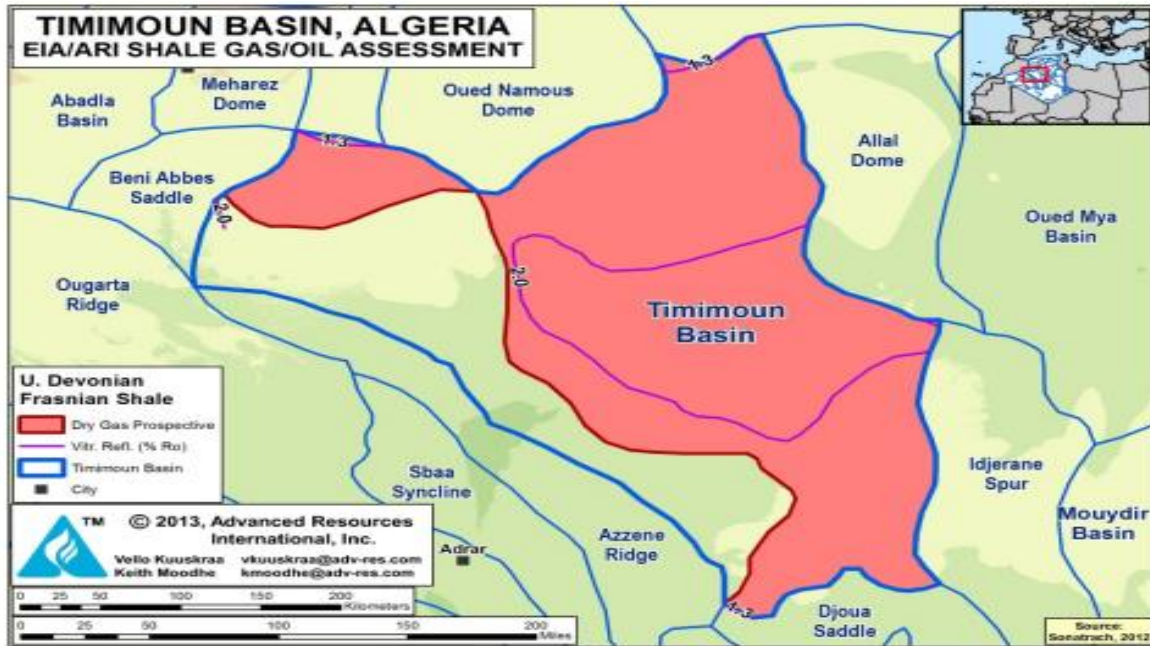 TIMIMOUN BASIN, ALGERIA
EIA/ARI SHALE GAS/OIL ASSESSMENT
Meharez
Dome
Abadla
Basin
Oued Namous
Dome
1.3
1.3
Allal
Dome
Beni Abbes
Saddle
2.0
Oued Mya
Basin
Ougarta
Ridge
2.0
Timimoun
Basin
U. Devonian
Frasnian Shale
Dry Gas Prospective
Vitr. Refl. (% Ro)
Timimoun Basin
City
Sbaa
Syncline
Idjerane
Spur
Mouydir
Basin
Azzene
Ridge
Adrar
1.3
Djoua
Saddle
TM
© 2013, Advanced Resources
International, Inc.
Vello Kuuskraa vkuuskraa@adv-res.com
Keith Moodhe kmoodhe@adv-res.com
0 25 50 100 150 200
Kilometers
0 25 50 100 150 200
Miles
Source:
Sonatrach, 2012